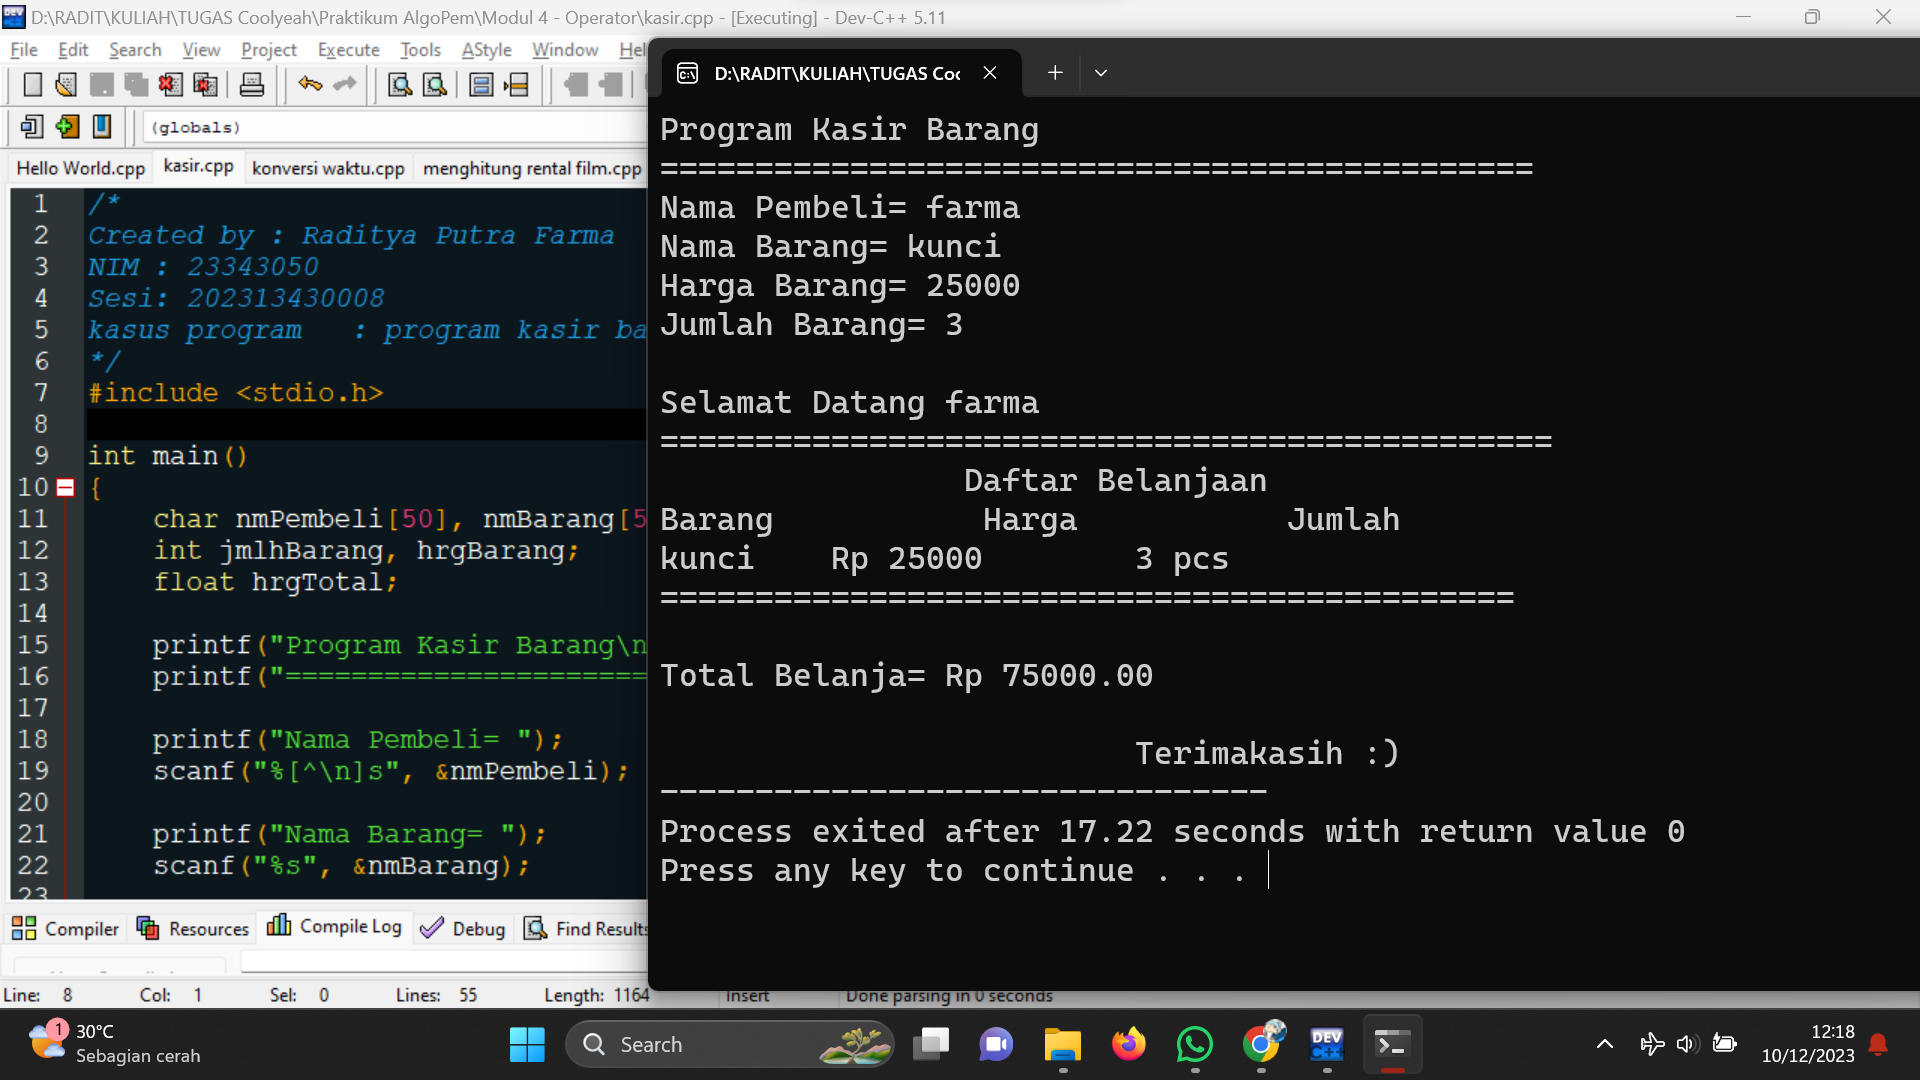 D:\RADIT\KULIAH\TUGAS Coolyeah\Praktikum AlgoPem\Modul 4 - Operator\kasir.cpp - [Executing] - Dev-C++ 5.11
File Edit Search View Project Execute Tools AStyle Window Hel
(globals)
Hello World.cpp kasir.cpp konversi waktu.cpp menghitung rental film.cpp
1 /*
2 Created by : Raditya Putra Farma
3 NIM : 23343050
4 Sesi: 202313430008
5 kasus program : program kasir ba
6 */
7 #include <stdio.h>
8
9 int main()
10 {
11 char nmPembeli[50], nmBarang[5
12 int jmlhBarang, hrgBarang;
13 float hrgTotal;
14
15 printf("Program Kasir Barang\n
16 printf("======================
17
18 printf("Nama Pembeli= ");
19 scanf("%[^\n]s", &nmPembeli);
20
21 printf("Nama Barang= ");
22 scanf("%s", &nmBarang);
23
Compiler Resources Compile Log Debug Find Results
Line: 8 Col: 1 Sel: 0 Lines: 55 Length: 1164 Insert Done parsing in 0 seconds
D:\RADIT\KULIAH\TUGAS Coo
Program Kasir Barang
==============================================
Nama Pembeli= farma
Nama Barang= kunci
Harga Barang= 25000
Jumlah Barang= 3
Selamat Datang farma
===============================================
Daftar Belanjaan
Barang Harga Jumlah
kunci Rp 25000 3 pcs
=============================================
Total Belanja= Rp 75000.00
Terimakasih :)
--------------------------------
Process exited after 17.22 seconds with return value 0
Press any key to continue . . .
1
30°C
Sebagian cerah
Search
DEV
C++
12:18
10/12/2023